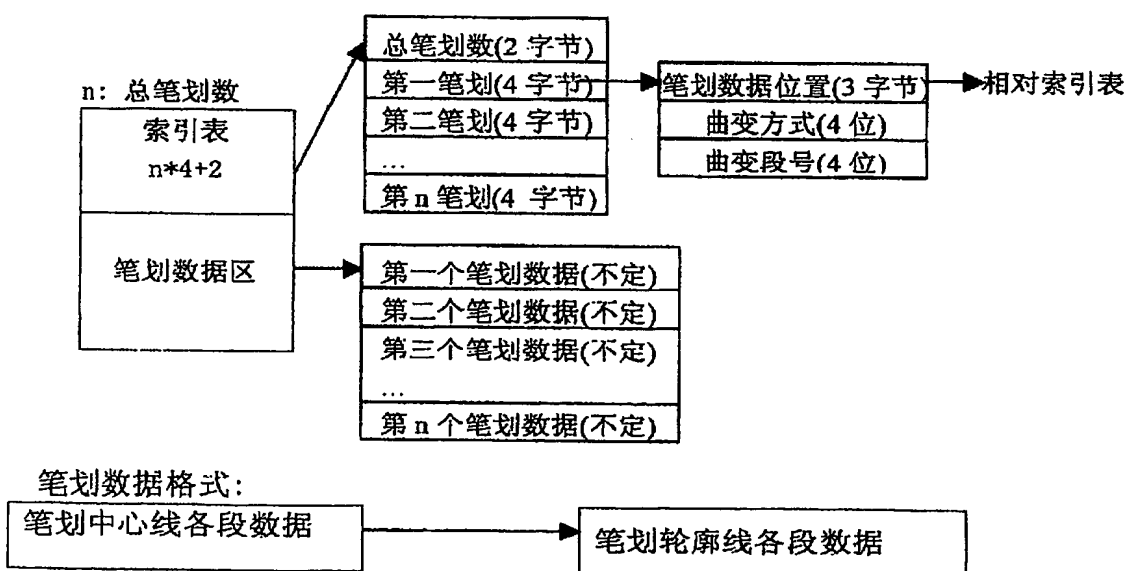 n: 总笔划数
索引表
n*4+2
笔划数据区
总笔划数(2 字节)
第一笔划(4 字节)
第二笔划(4 字节)
...
第 n 笔划(4 字节)
笔划数据位置(3 字节)
曲变方式(4 位)
曲变段号(4 位)
相对索引表
第一个笔划数据(不定)
第二个笔划数据(不定)
第三个笔划数据(不定)
...
第 n 个笔划数据(不定)
笔划数据格式:
笔划中心线各段数据
笔划轮廓线各段数据